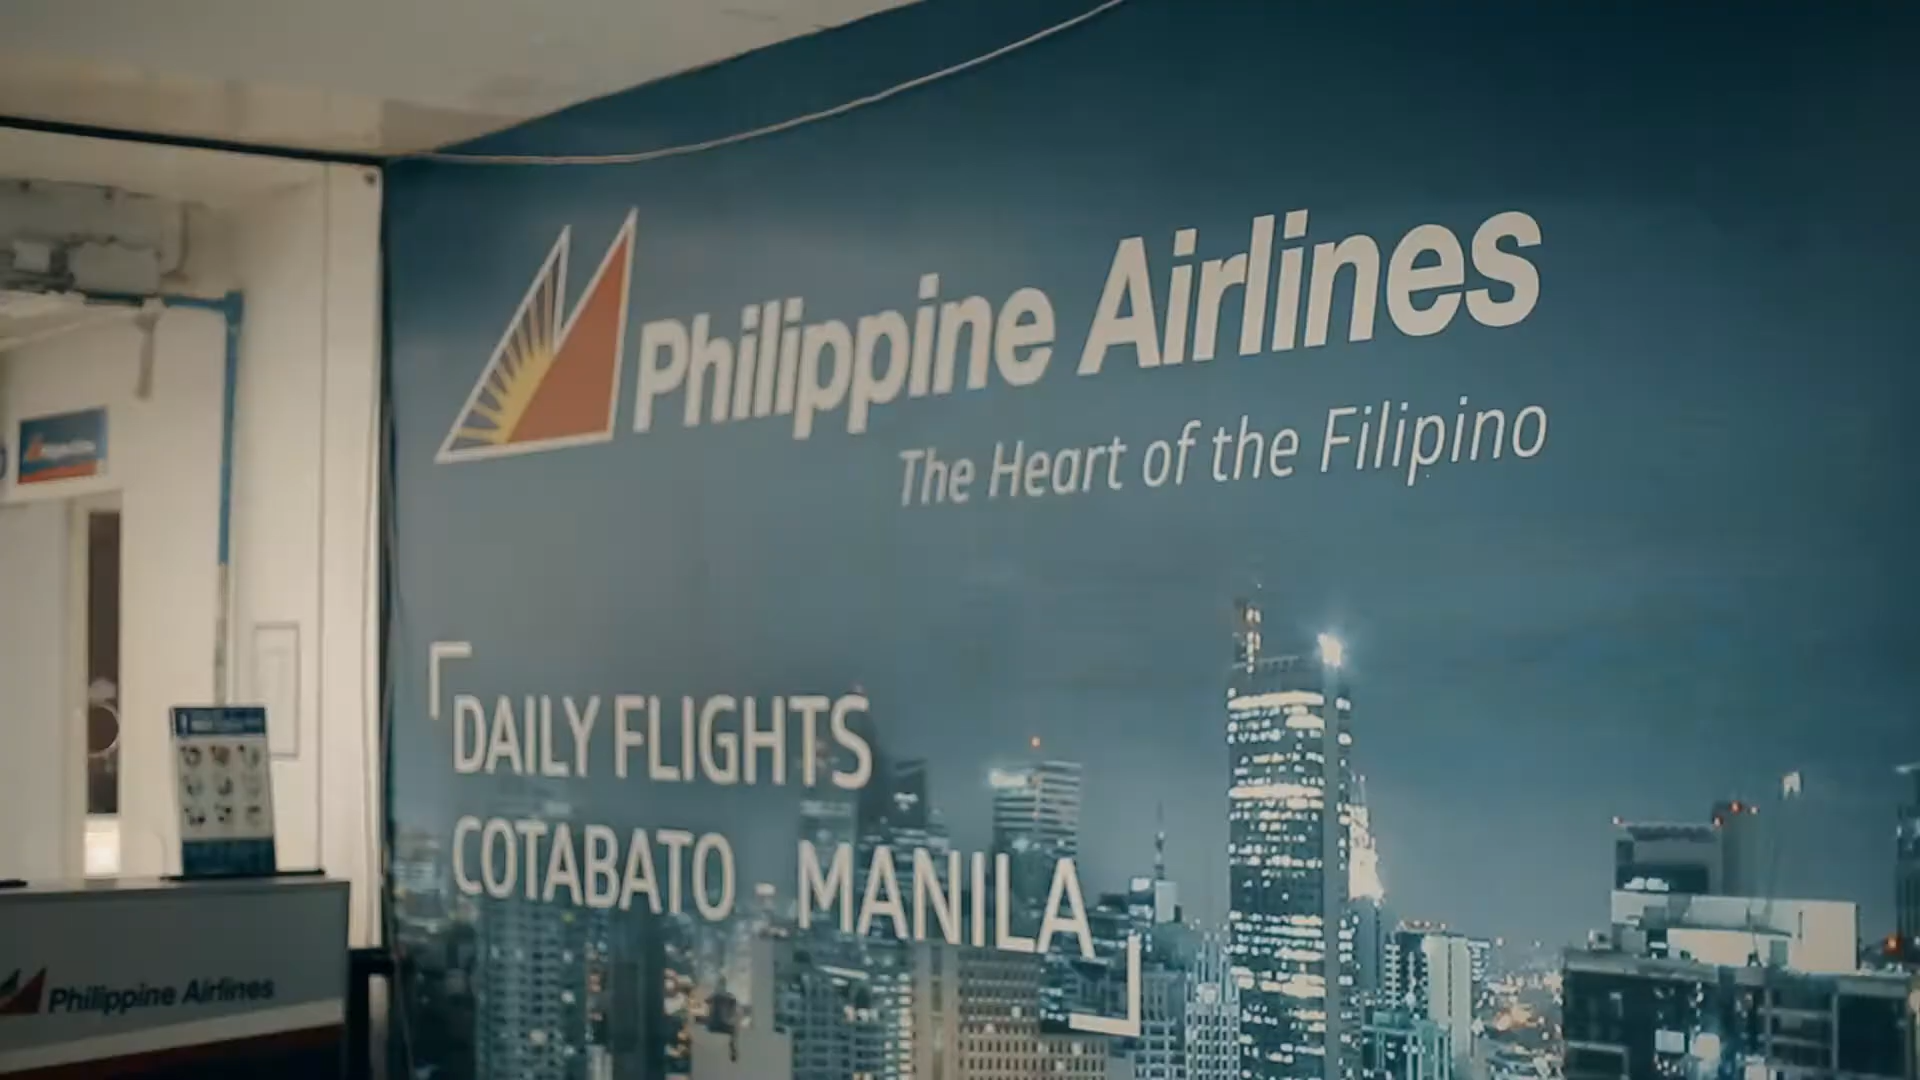 Philippine Airlines
The Heart of the Filipino
DAILY FLIGHTS
COTABATO - MANILA
Philippine Airlines